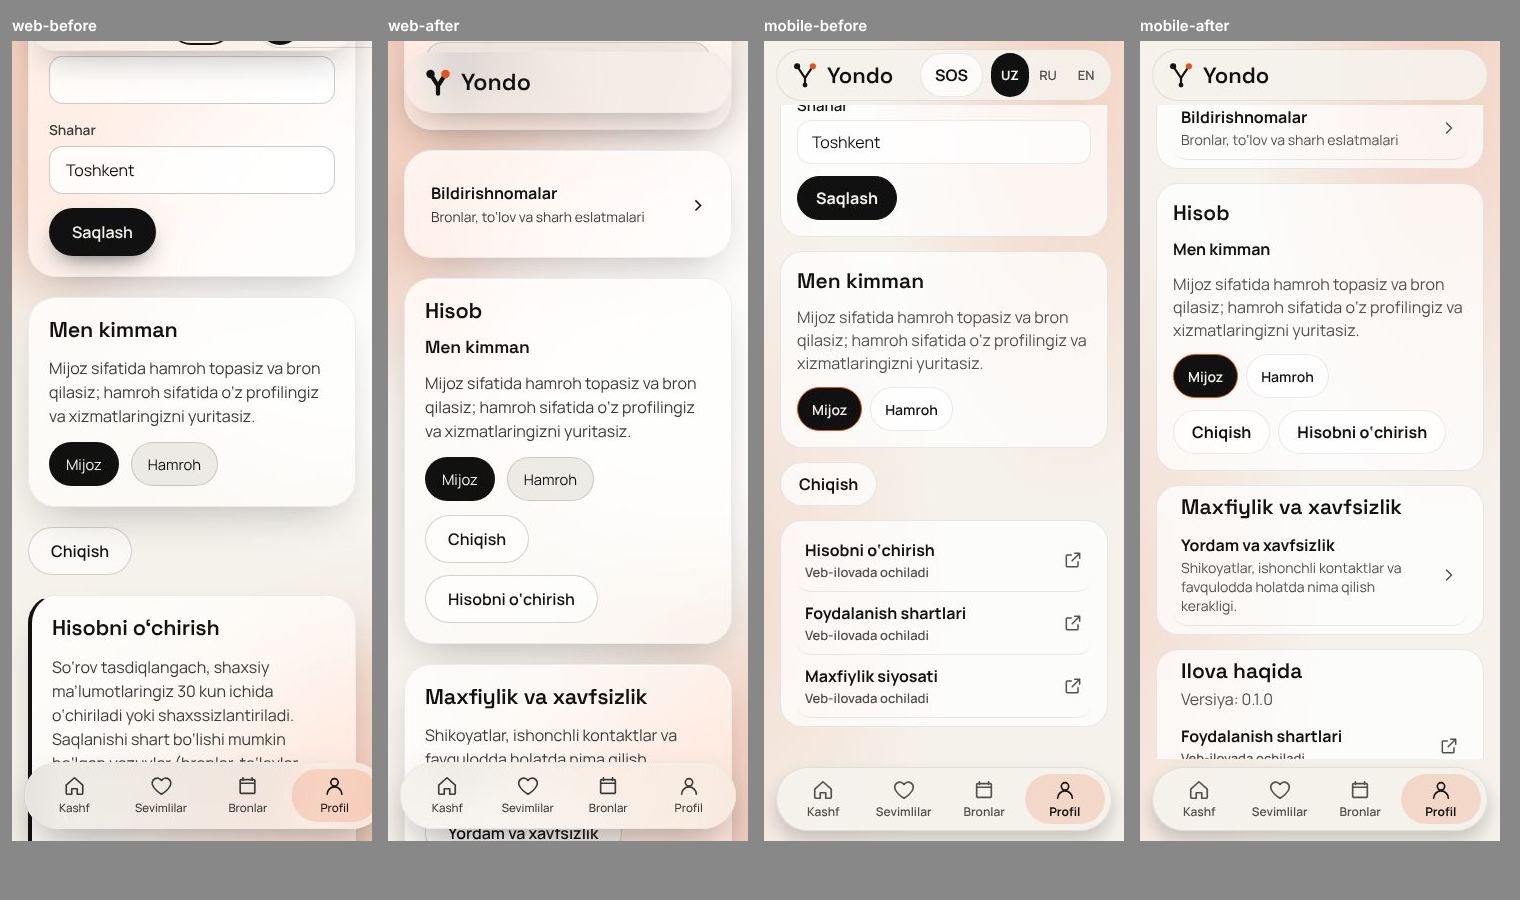 web-before
Shahar
Toshkent
Saqlash
Men kimman
Mijoz sifatida hamroh topasiz va bron
qilasiz; hamroh sifatida o'z profilingiz
va xizmatlaringizni yuritasiz.
Mijoz
Hamroh
Chiqish
Hisobni o‘chirish
So'rov tasdiqlangach, shaxsiy
ma'lumotlaringiz 30 kun ichida
o'chiriladi yoki shaxssizlantiriladi.
Saqlanishi shart bo'lishi mumkin
Kashf
Sevimlilar
Bronlar
Profil
web-after
Yondo
Bildirishnomalar
Bronlar, to'lov va sharh eslatmalari
Hisob
Men kimman
Mijoz sifatida hamroh topasiz va bron
qilasiz; hamroh sifatida o'z profilingiz
va xizmatlaringizni yuritasiz.
Mijoz
Hamroh
Chiqish
Hisobni o'chirish
Maxfiylik va xavfsizlik
Shikoyatlar, ishonchli kontaktlar va
favqulodda holatda nima qilish
Kashf
Sevimlilar
Bronlar
Profil
Yordam va xavfsizlik
mobile-before
Yondo
SOS
UZ
RU
EN
Shahar
Toshkent
Saqlash
Men kimman
Mijoz sifatida hamroh topasiz va bron
qilasiz; hamroh sifatida o'z profilingiz va
xizmatlaringizni yuritasiz.
Mijoz
Hamroh
Chiqish
Hisobni o'chirish
Veb-ilovada ochiladi
Foydalanish shartlari
Veb-ilovada ochiladi
Maxfiylik siyosati
Veb-ilovada ochiladi
Kashf
Sevimlilar
Bronlar
Profil
mobile-after
Yondo
Bildirishnomalar
Bronlar, to'lov va sharh eslatmalari
Hisob
Men kimman
Mijoz sifatida hamroh topasiz va bron
qilasiz; hamroh sifatida o'z profilingiz va
xizmatlaringizni yuritasiz.
Mijoz
Hamroh
Chiqish
Hisobni o'chirish
Maxfiylik va xavfsizlik
Yordam va xavfsizlik
Shikoyatlar, ishonchli kontaktlar va
favqulodda holatda nima qilish
kerakligi.
Ilova haqida
Versiya: 0.1.0
Foydalanish shartlari
Veb-ilovada ochiladi
Kashf
Sevimlilar
Bronlar
Profil